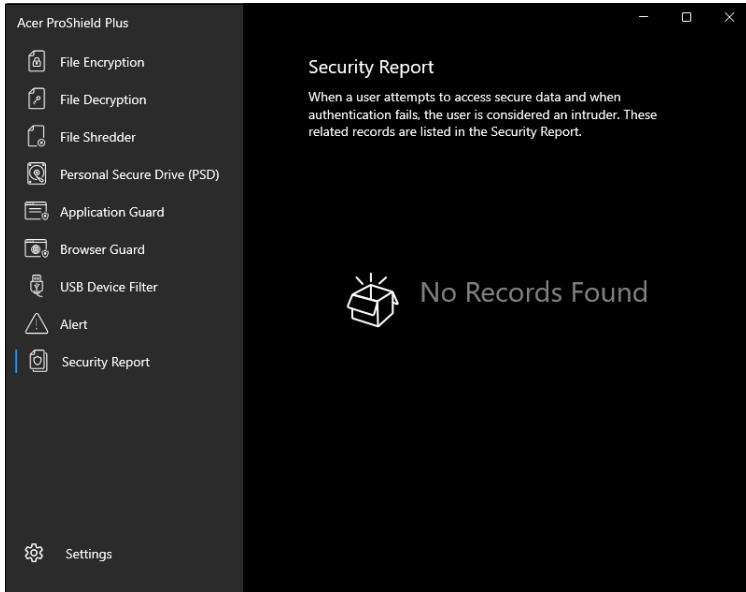 Acer ProShield Plus
File Encryption
File Decryption
File Shredder
Personal Secure Drive (PSD)
Application Guard
Browser Guard
USB Device Filter
Alert
Security Report
Settings
Security Report
When a user attempts to access secure data and when
authentication fails, the user is considered an intruder. These
related records are listed in the Security Report.
No Records Found